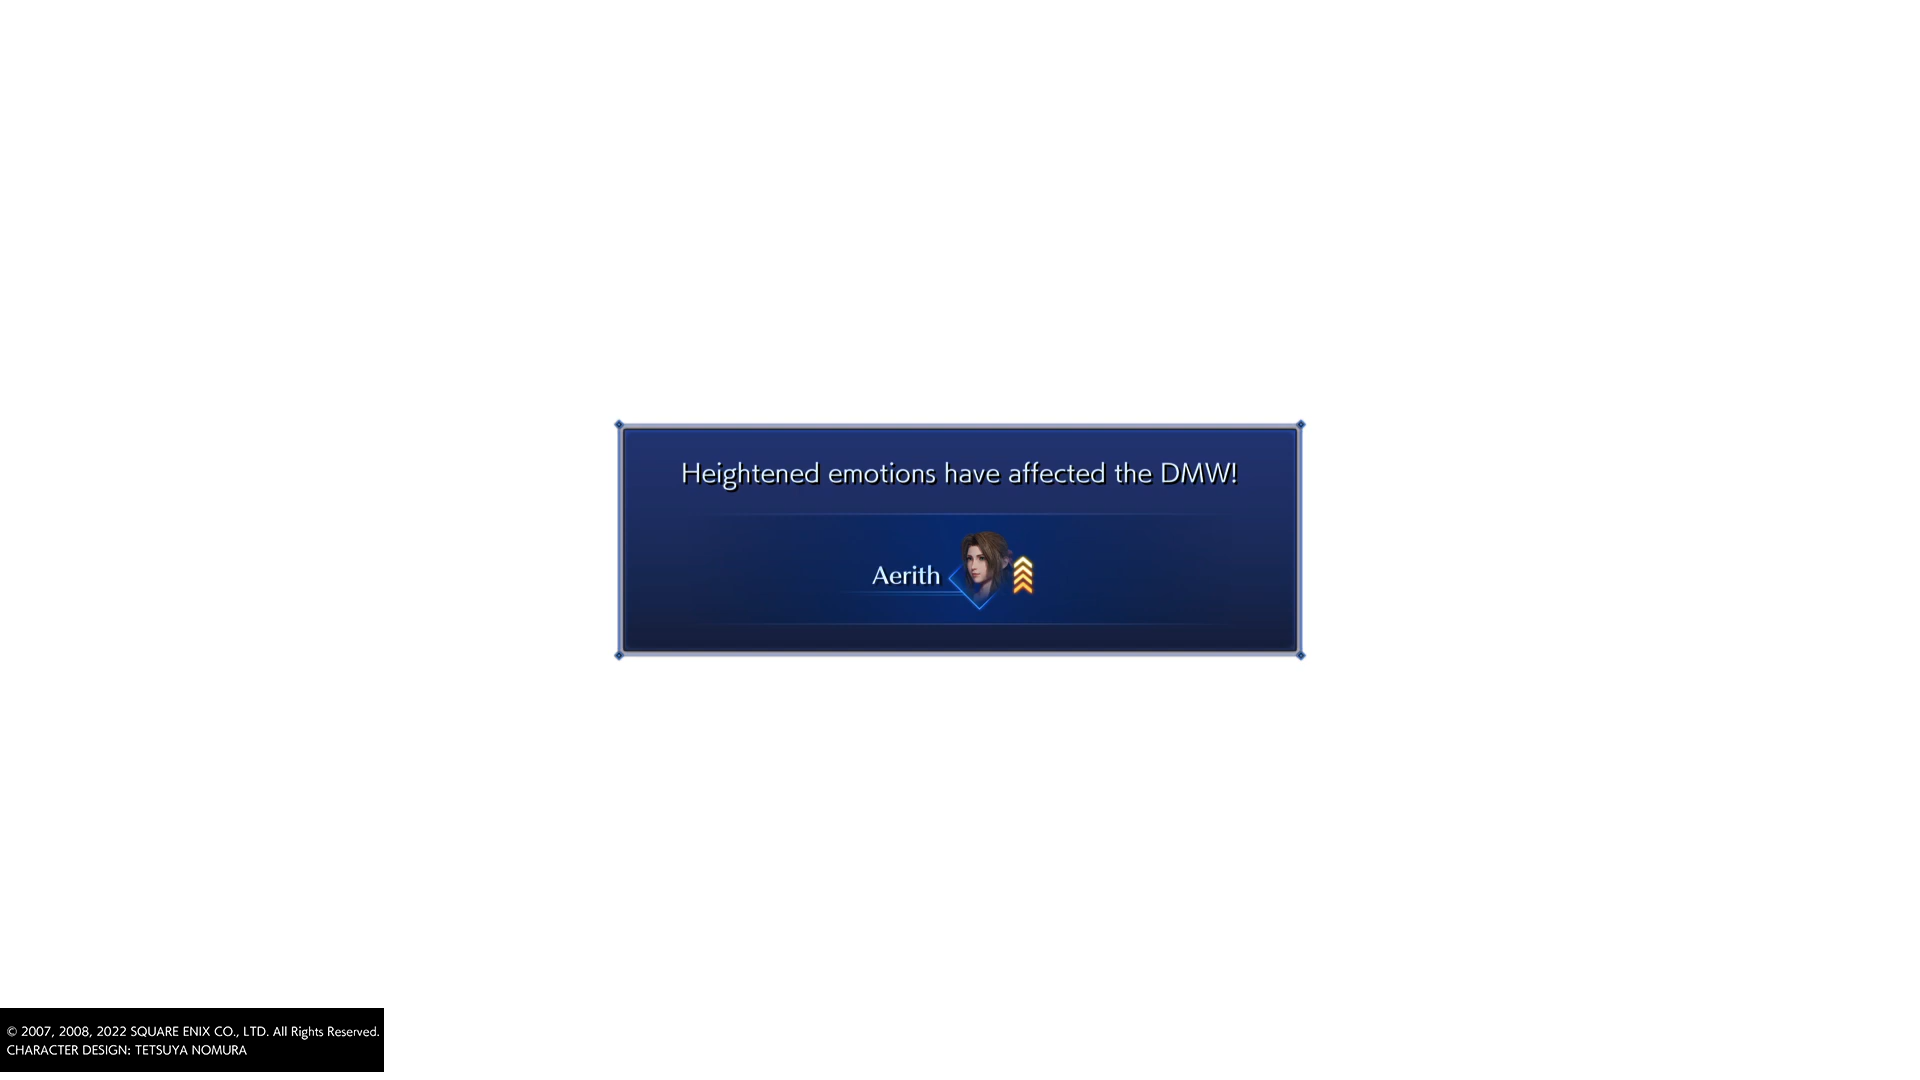 Heightened emotions have affected the DMW!
Aerith
© 2007, 2008, 2022 SQUARE ENIX CO., LTD. All Rights Reserved.
CHARACTER DESIGN: TETSUYA NOMURA